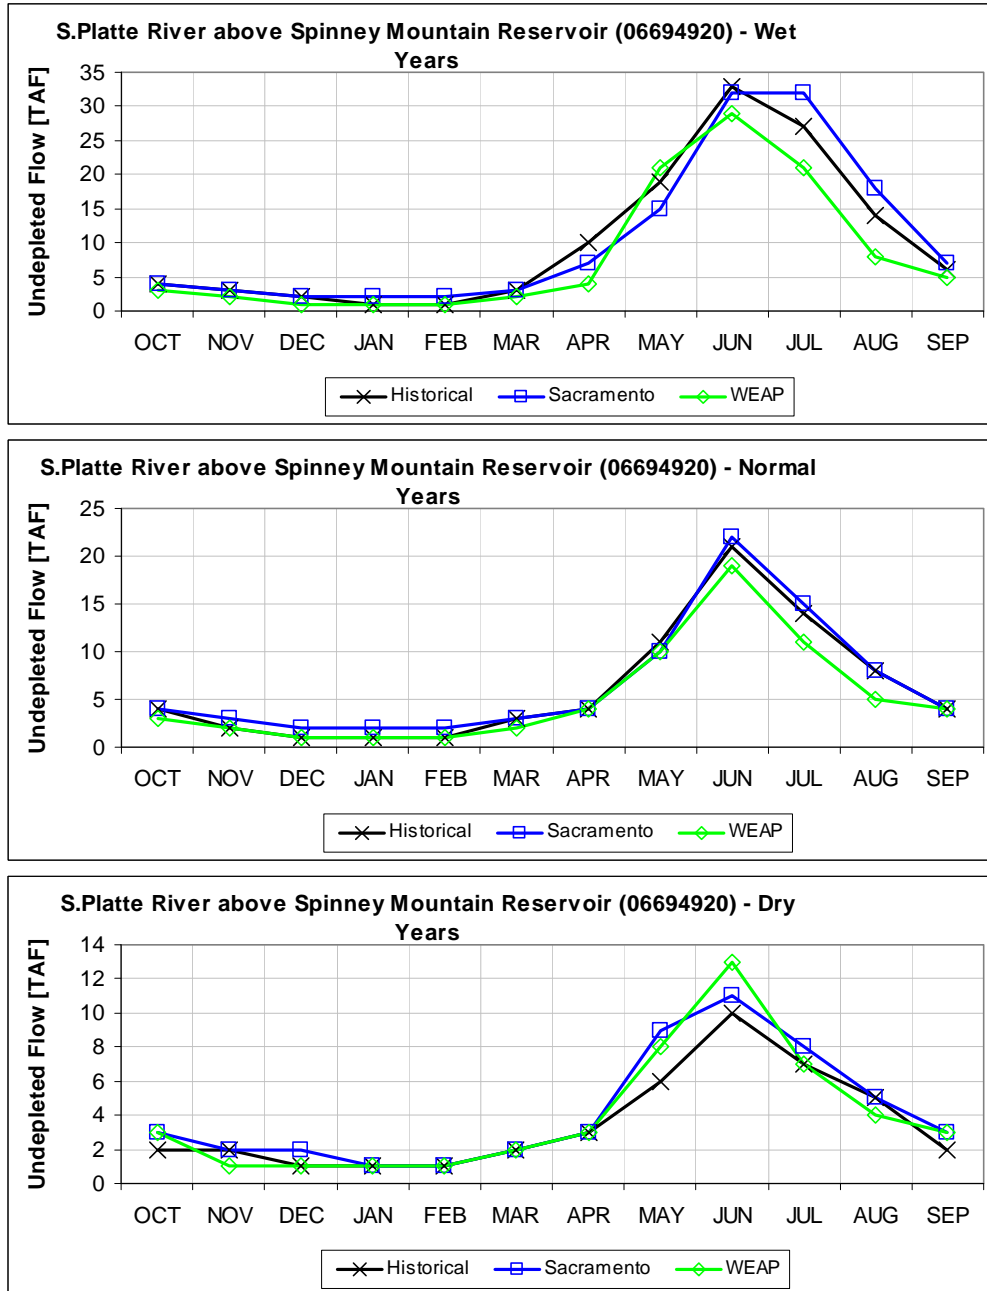 S.Platte River above Spinney Mountain Reservoir (06694920) - Wet
Years
Undepleted Flow [TAF]
35
30
25
20
15
10
5
0
OCT NOV DEC JAN FEB MAR APR MAY JUN JUL AUG SEP
Historical Sacramento WEAP
S.Platte River above Spinney Mountain Reservoir (06694920) - Normal
Years
Undepleted Flow [TAF]
25
20
15
10
5
0
OCT NOV DEC JAN FEB MAR APR MAY JUN JUL AUG SEP
Historical Sacramento WEAP
S.Platte River above Spinney Mountain Reservoir (06694920) - Dry
Years
Undepleted Flow [TAF]
14
12
10
8
6
4
2
0
OCT NOV DEC JAN FEB MAR APR MAY JUN JUL AUG SEP
Historical Sacramento WEAP